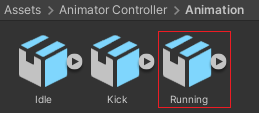 Assets > Animator Controller > Animation
Idle Kick Running